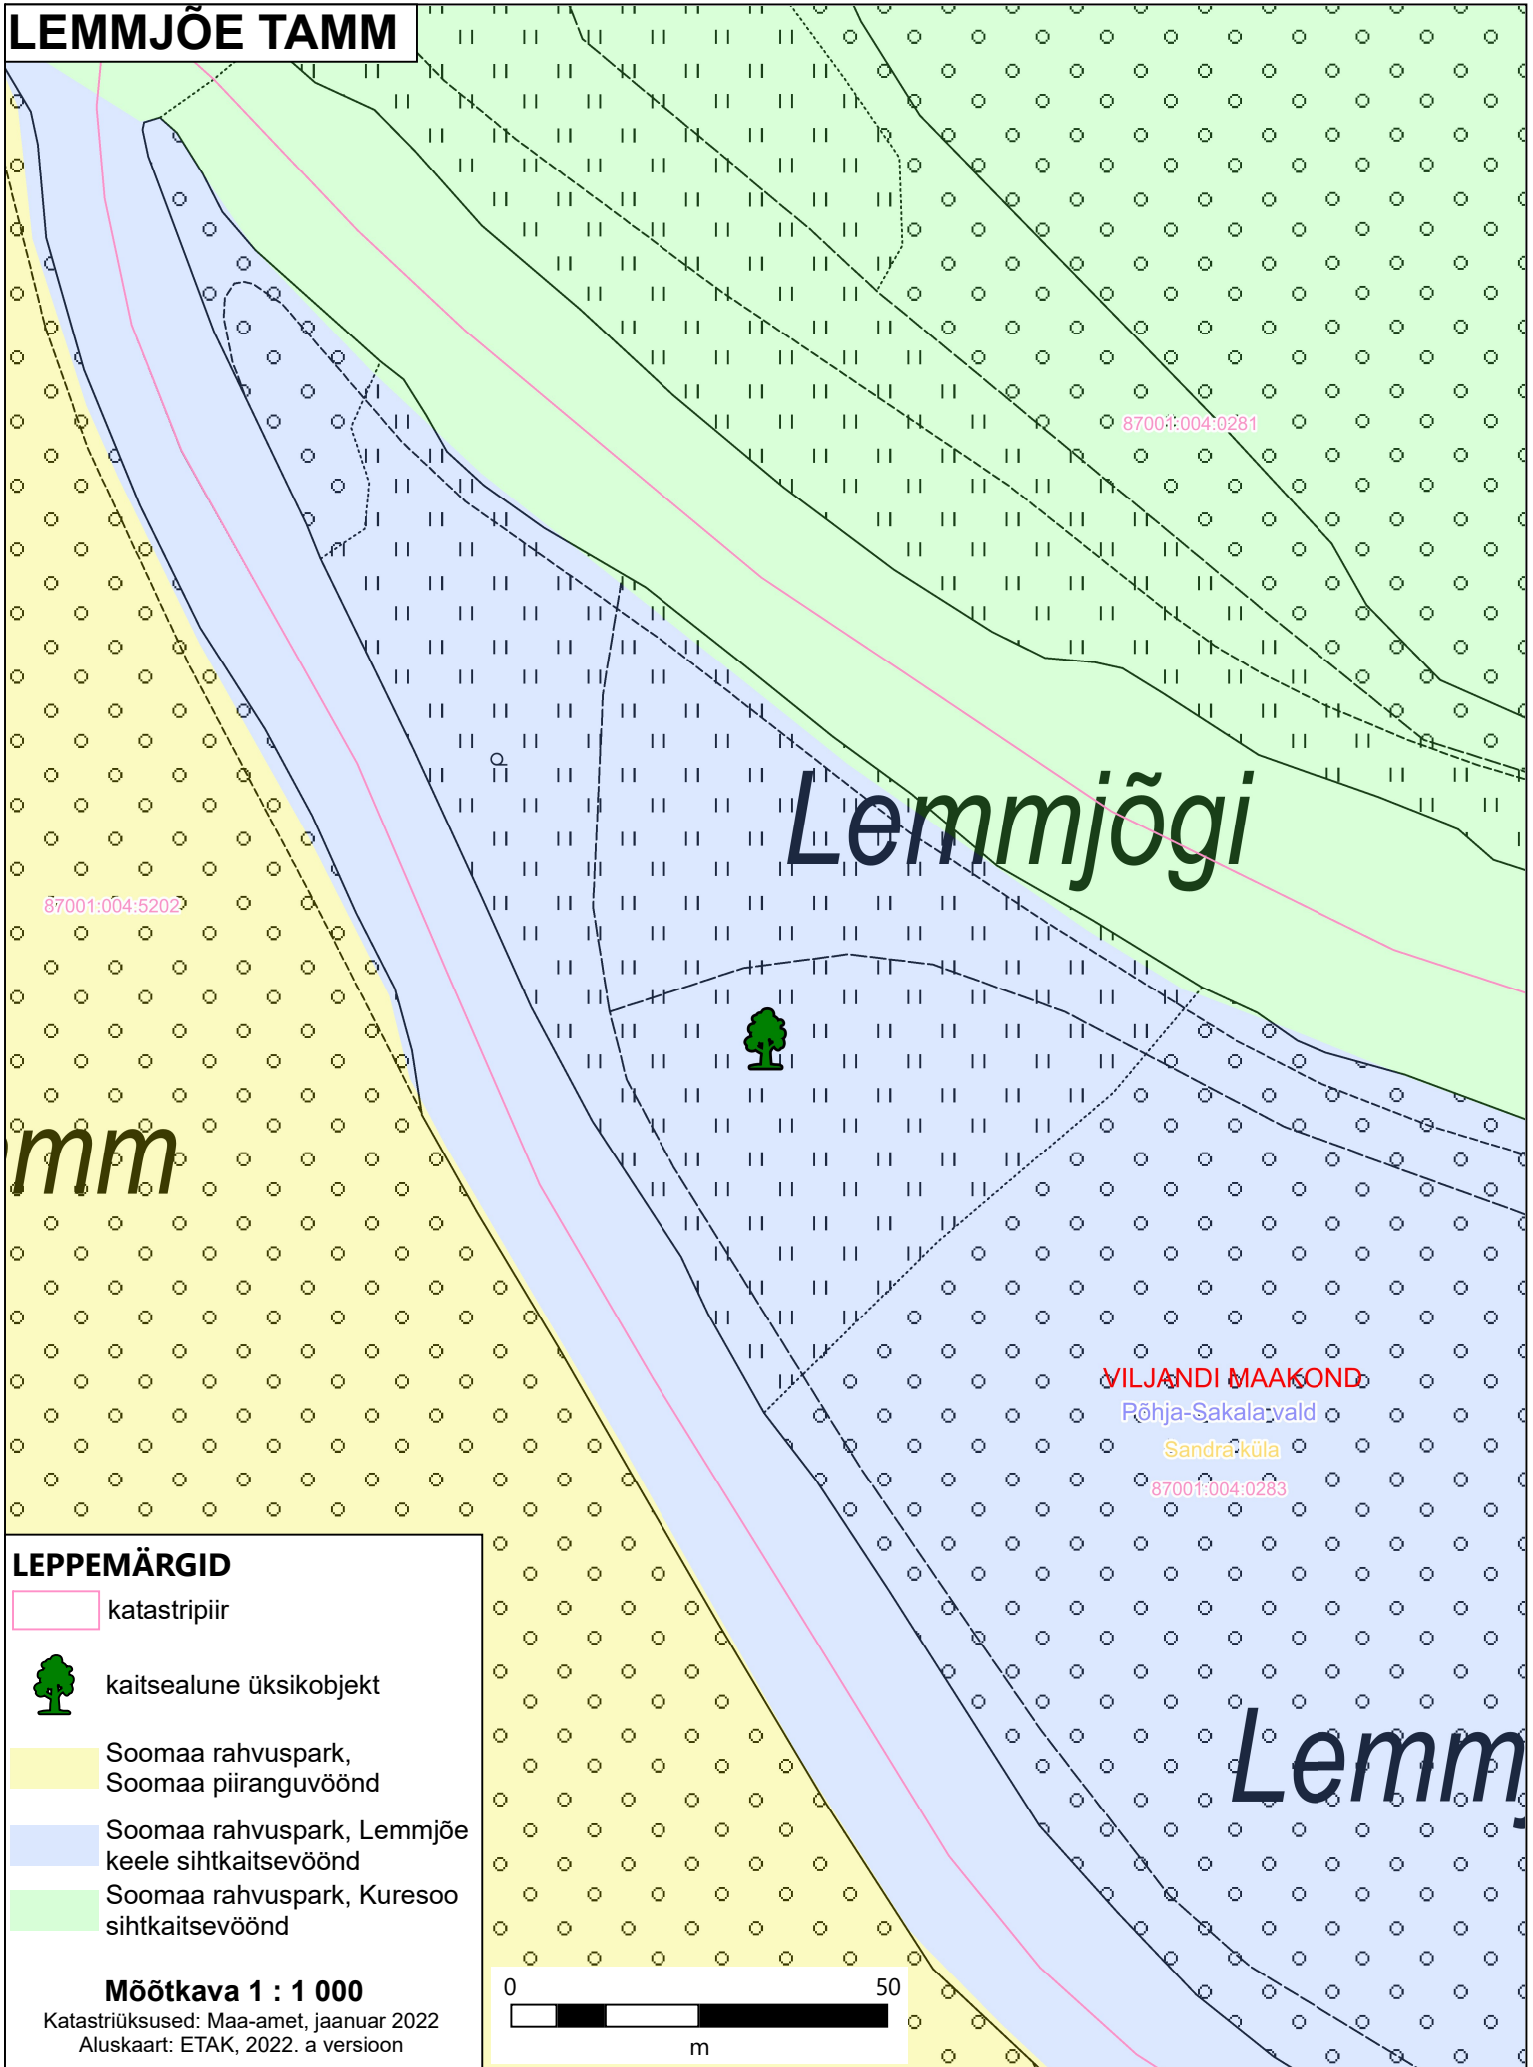 LEMMJÕE TAMM
87001:004:0281
Lemmjõgi
87001:004:5202
mm
VILJANDI MAAKOND
Põhja-Sakala vald
Sandra küla
87001:004:0283
Lemmj
LEPPEMÄRGID
katastripiir
kaitsealune üksikobjekt
Soomaa rahvuspark,
Soomaa piiranguvöönd
Soomaa rahvuspark, Lemmjõe
keele sihtkaitsevöönd
Soomaa rahvuspark, Kuresoo
sihtkaitsevöönd
Mõõtkava 1 : 1 000
Katastriüksused: Maa-amet, jaanuar 2022
Aluskaart: ETAK, 2022. a versioon
0 50
m